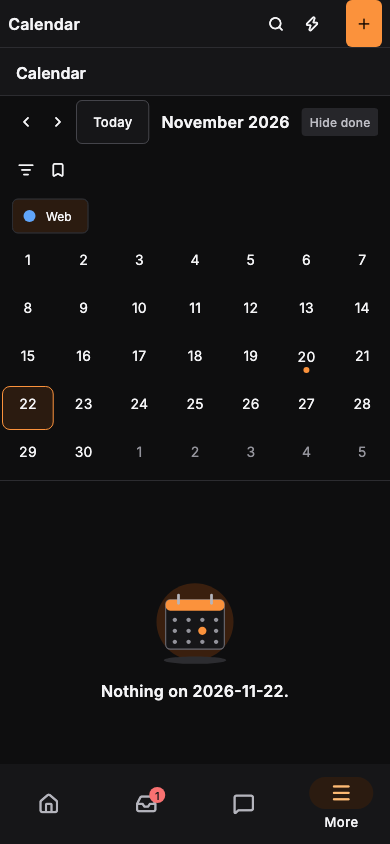 Calendar
Calendar
Today November 2026 Hide done
Web
1 2 3 4 5 6 7
8 9 10 11 12 13 14
15 16 17 18 19 20 21
22 23 24 25 26 27 28
29 30 1 2 3 4 5
Nothing on 2026-11-22.
1
More